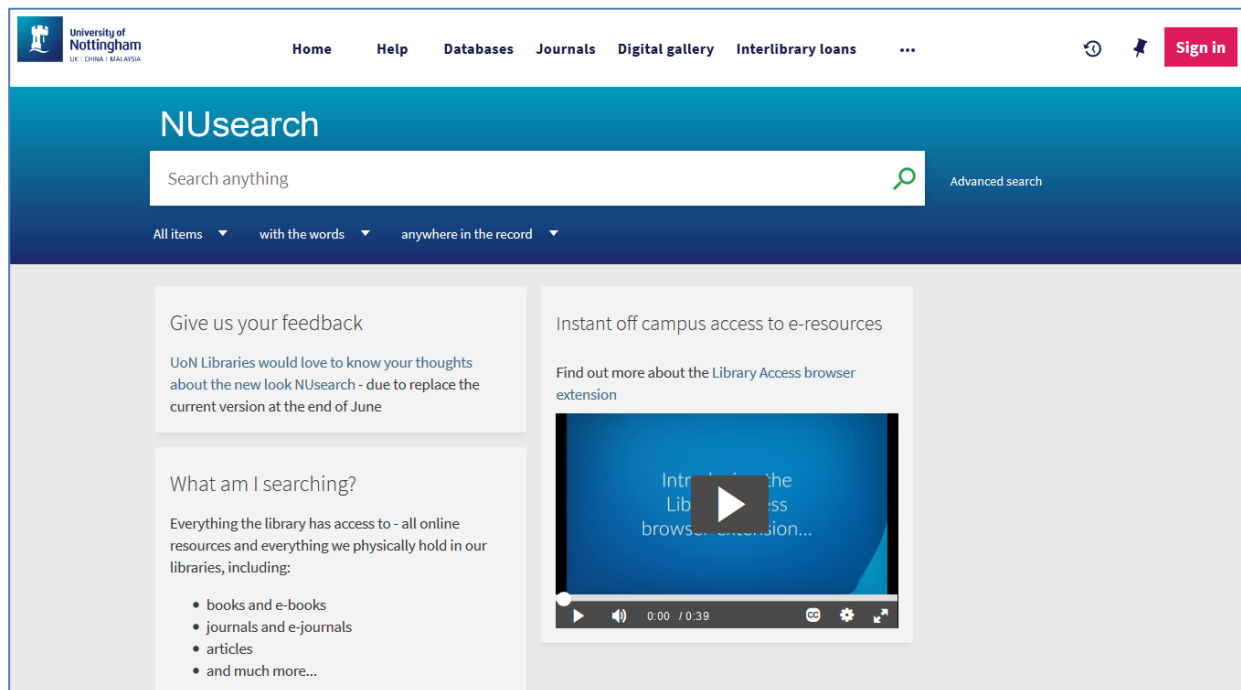 University of
Nottingham
UK | CHINA | MALAYSIA
Home Help Databases Journals Digital gallery Interlibrary loans ...
Sign in
NUsearch
Search anything
Advanced search
All items with the words anywhere in the record
Give us your feedback
UoN Libraries would love to know your thoughts
about the new look NUsearch - due to replace the
current version at the end of June
What am I searching?
Everything the library has access to - all online
resources and everything we physically hold in our
libraries, including:
• books and e-books
• journals and e-journals
• articles
• and much more...
Instant off campus access to e-resources
Find out more about the Library Access browser
extension
the
browser extension...
0:00 / 0:39
CC